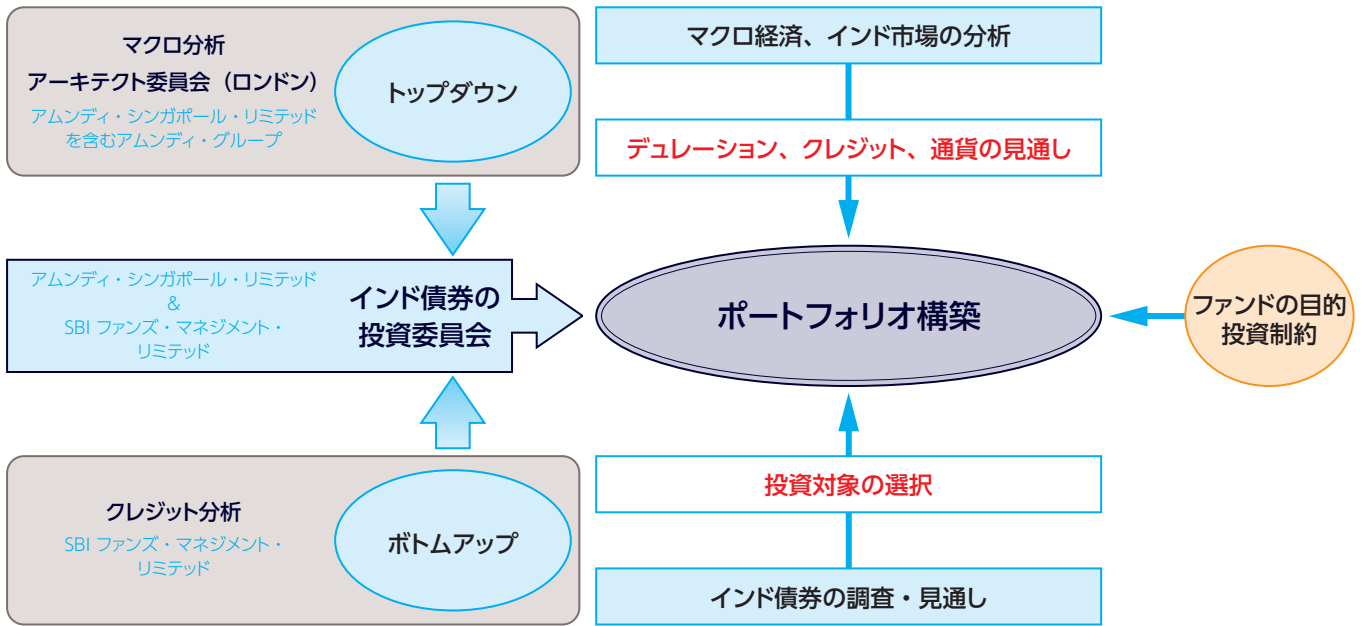 マクロ分析
アーキテクト委員会（ロンドン）
アムンディ・シンガポール・リミテッド
を含むアムンディ・グループ
トップダウン
マクロ経済、インド市場の分析
デュレーション、クレジット、通貨の見通し
アムンディ・シンガポール・リミテッド
&
SBI ファンズ・マネジメント・
リミテッド
インド債券の
投資委員会
ポートフォリオ構築
ファンドの目的
投資制約
クレジット分析
SBI ファンズ・マネジメント・
リミテッド
ボトムアップ
投資対象の選択
インド債券の調査・見通し